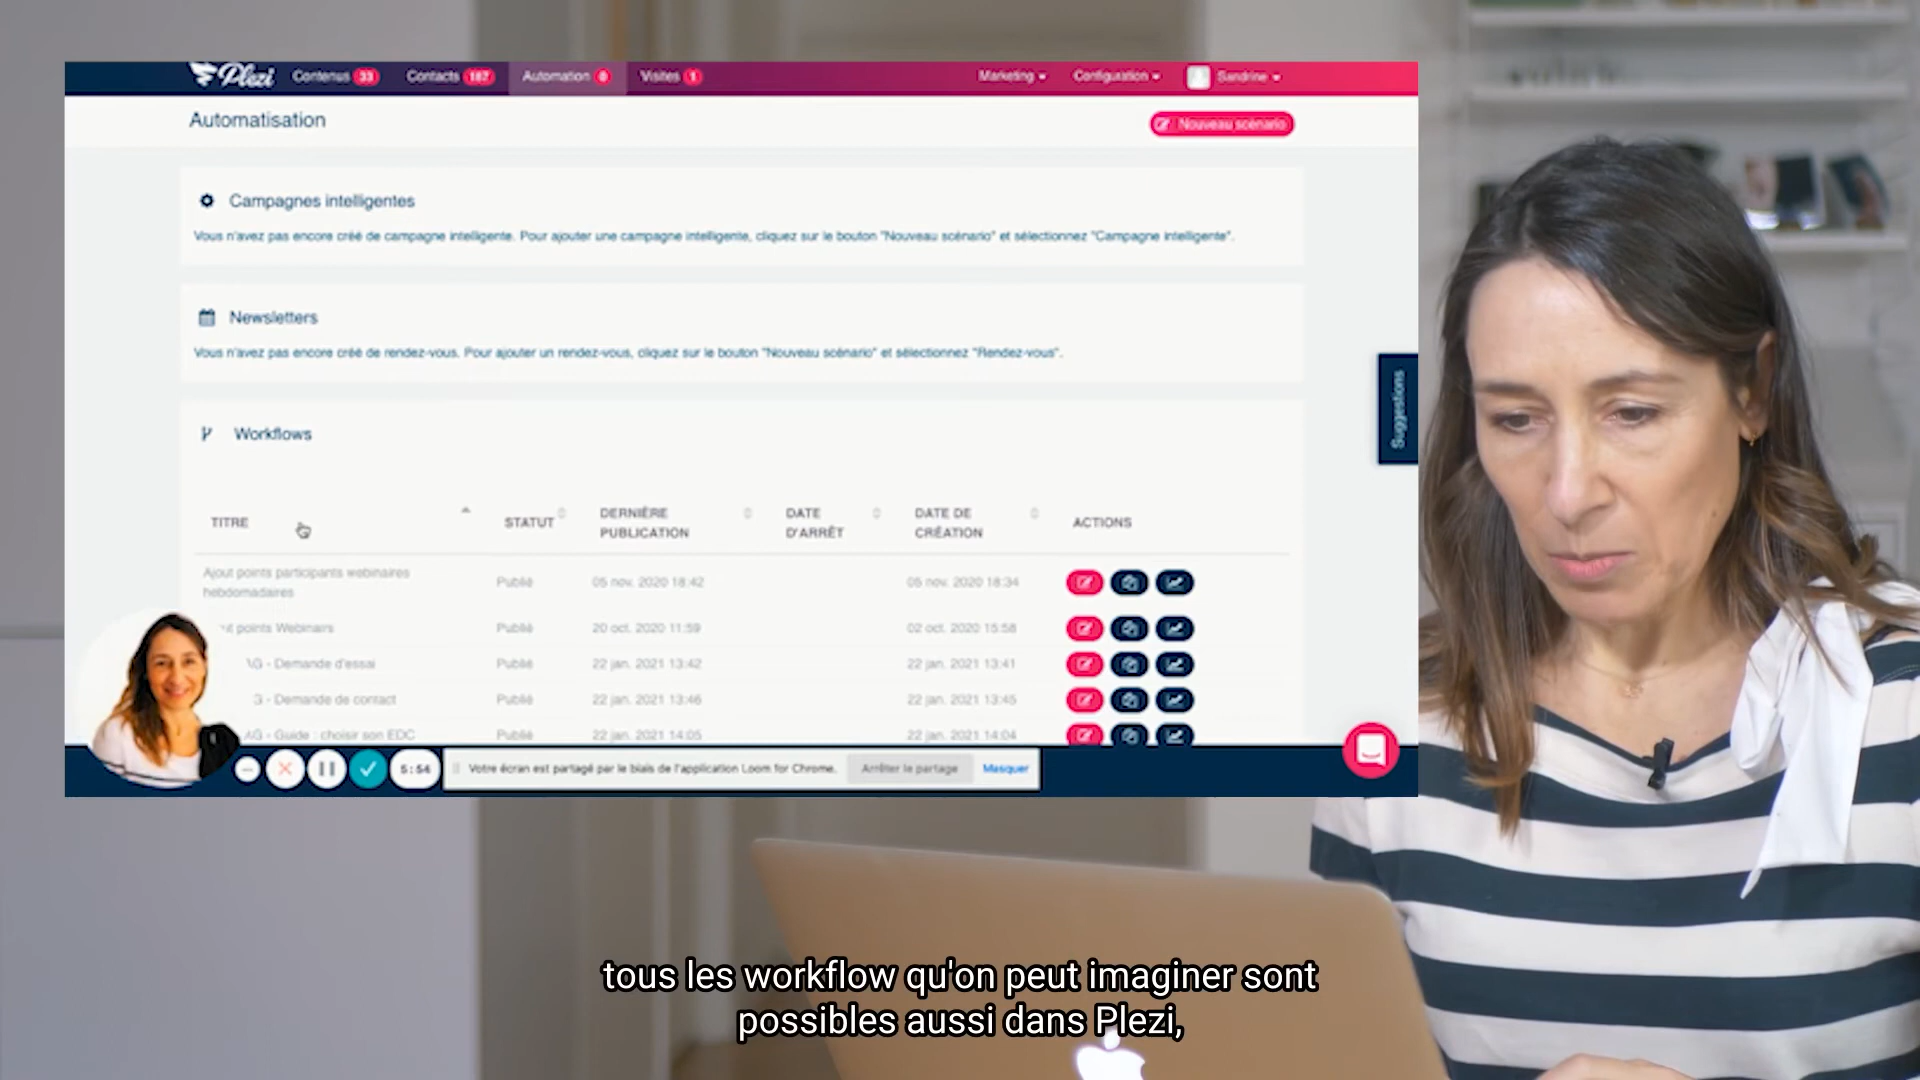 Plezi Contenus 33 Contacts 187 Automation 0 Visites 1 Marketing Configuration Sandrine
Automatisation
Nouveau scénario
Campagnes intelligentes
Vous n'avez pas encore créé de campagne intelligente. Pour ajouter une campagne intelligente, cliquez sur le bouton "Nouveau scénario" et sélectionnez "Campagne intelligente".
Newsletters
Vous n'avez pas encore créé de rendez-vous. Pour ajouter un rendez-vous, cliquez sur le bouton "Nouveau scénario" et sélectionnez "Rendez-vous".
Suggestions
Workflows
TITRE STATUT DERNIÈRE PUBLICATION DATE D'ARRÊT DATE DE CRÉATION ACTIONS
Ajout points participants webinaires hebdomadaires Publié 05 nov. 2020 18:42 05 nov. 2020 18:34
points Webinairs Publié 20 oct. 2020 11:59 02 oct. 2020 15:58
- Demande d'essai Publié 22 jan. 2021 13:42 22 jan. 2021 13:41
- Demande de contact Publié 22 jan. 2021 13:46 22 jan. 2021 13:45
- Guide : choisir son EDC Publié 22 jan. 2021 14:05 22 jan. 2021 14:04
5:54 Votre écran est partagé par le biais de l'application Loom for Chrome. Arrêter le partage Masquer
tous les workflow qu'on peut imaginer sont
possibles aussi dans Plezi,